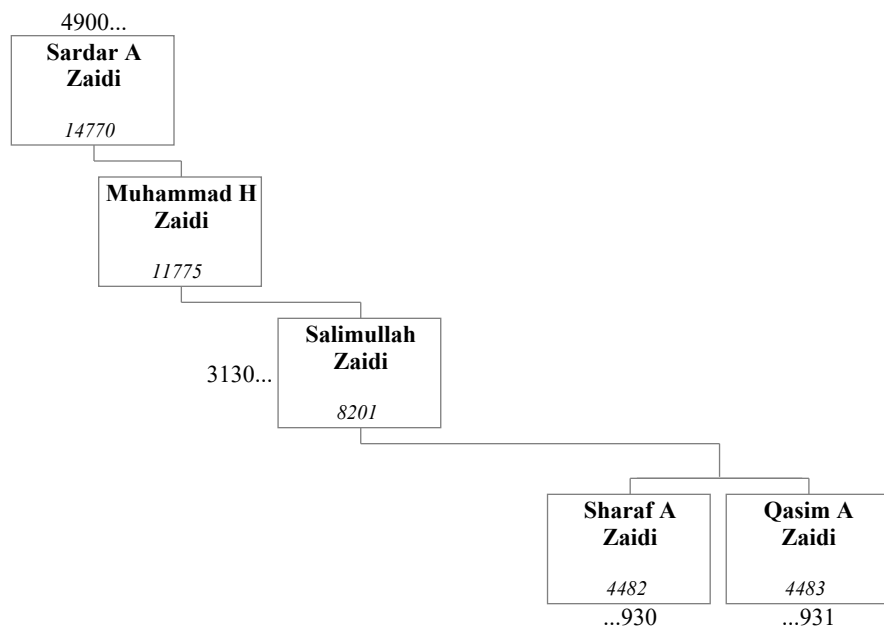 4900...
Sardar A
Zaidi
14770
Muhammad H
Zaidi
11775
Salimullah
Zaidi
3130...
8201
Sharaf A
Zaidi
4482
...930
Qasim A
Zaidi
4483
...931